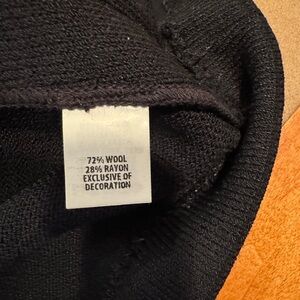 72% WOOL
28% RAYON
EXCLUSIVE OF
DECORATION